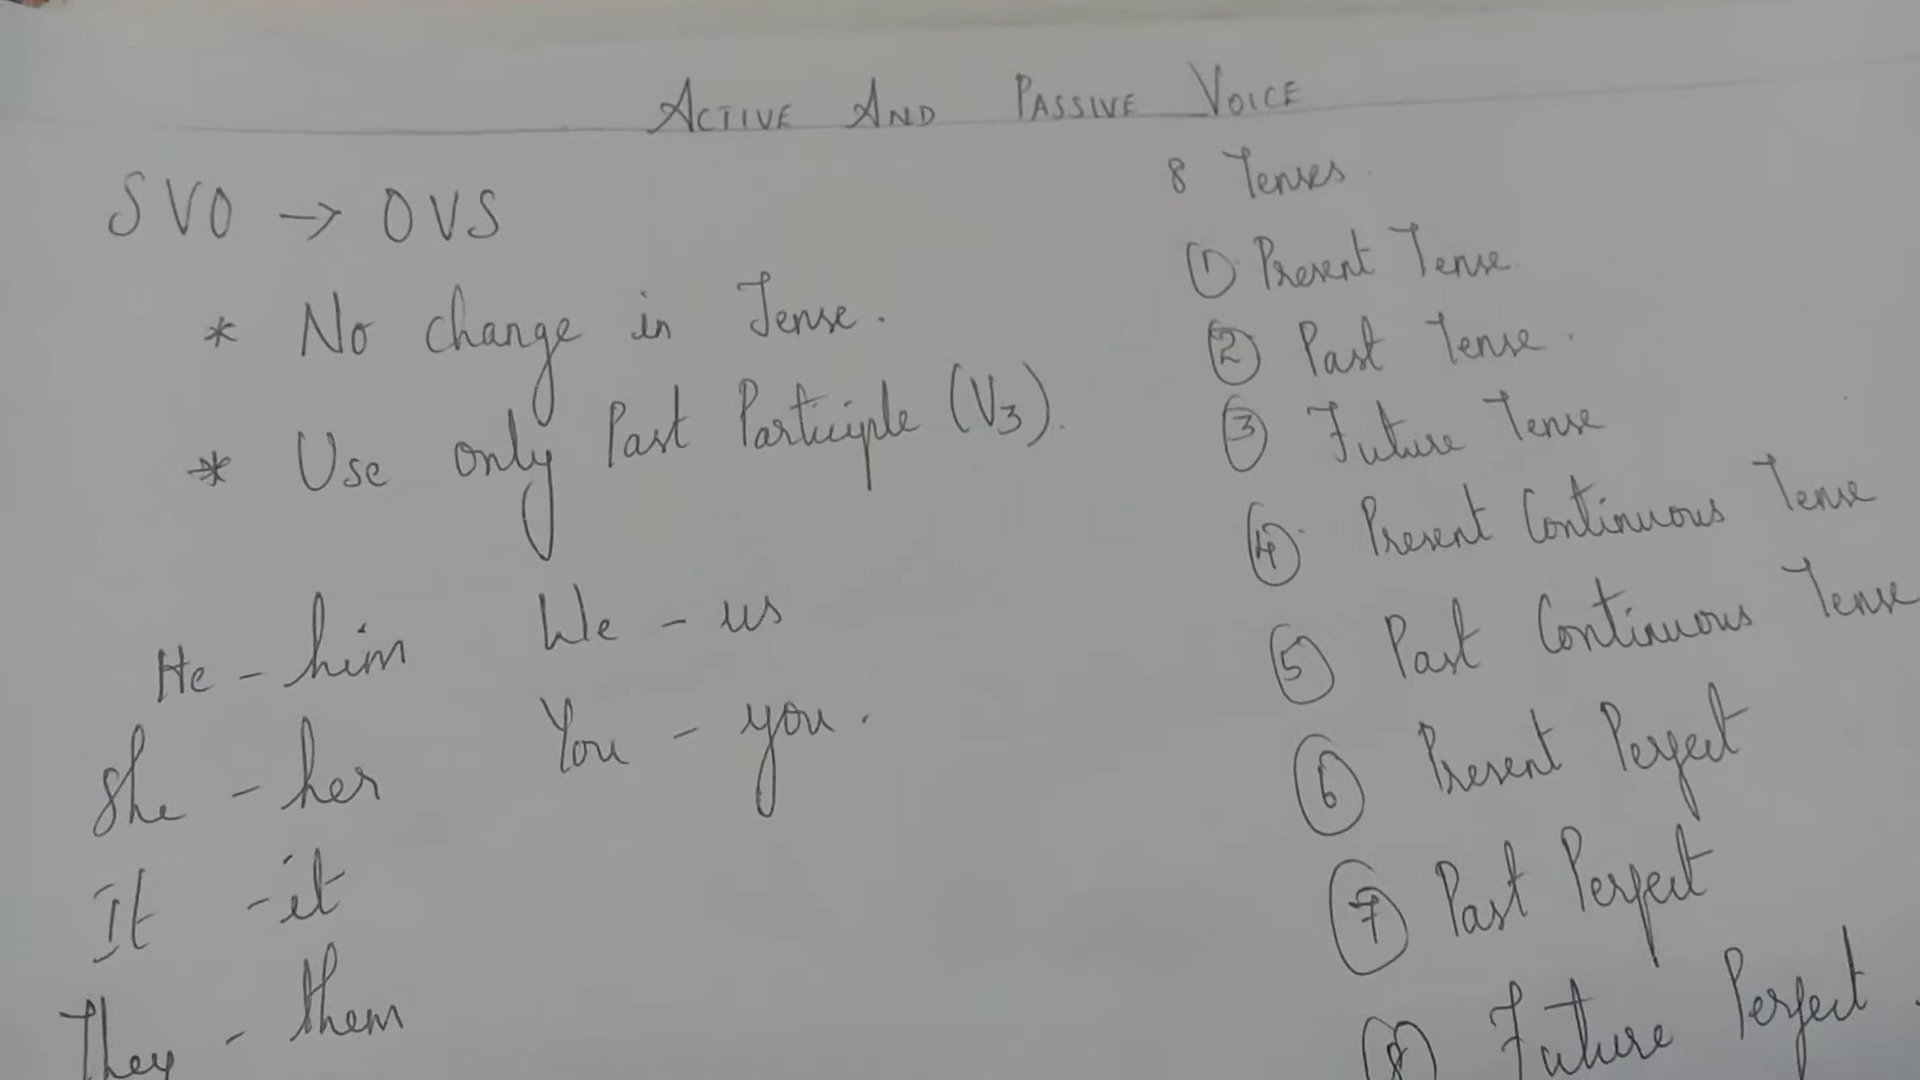 ACTIVE AND PASSIVE VOICE
SVO → OVS
* No change in Tense.
* Use only Past Participle (V3).
He - him
She - her
It - it
They - them
We - us
You - you.
8 Tenses.
① Present Tense
② Past Tense.
③ Future Tense
④ Present Continuous Tense
⑤ Past Continuous Tense
⑥ Present Perfect
⑦ Past Perfect
⑧ Future Perfect.